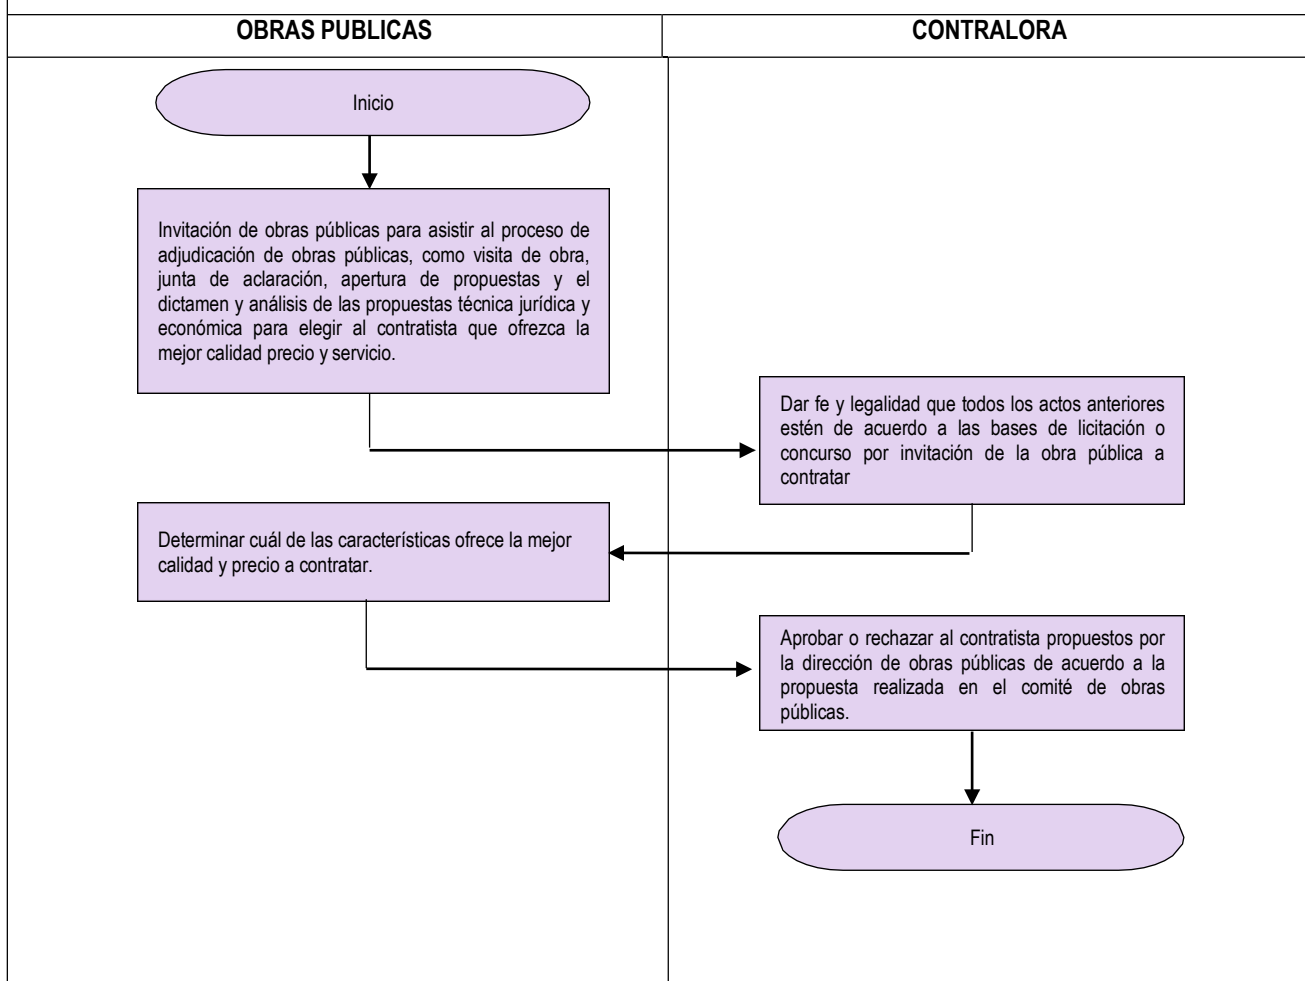 OBRAS PUBLICAS
CONTRALORA
Inicio
Invitación de obras públicas para asistir al proceso de
adjudicación de obras públicas, como visita de obra,
junta de aclaración, apertura de propuestas y el
dictamen y análisis de las propuestas técnica jurídica y
económica para elegir al contratista que ofrezca la
mejor calidad precio y servicio.
Dar fe y legalidad que todos los actos anteriores
estén de acuerdo a las bases de licitación o
concurso por invitación de la obra pública a
contratar
Determinar cuál de las características ofrece la mejor
calidad y precio a contratar.
Aprobar o rechazar al contratista propuestos por
la dirección de obras públicas de acuerdo a la
propuesta realizada en el comité de obras
públicas.
Fin